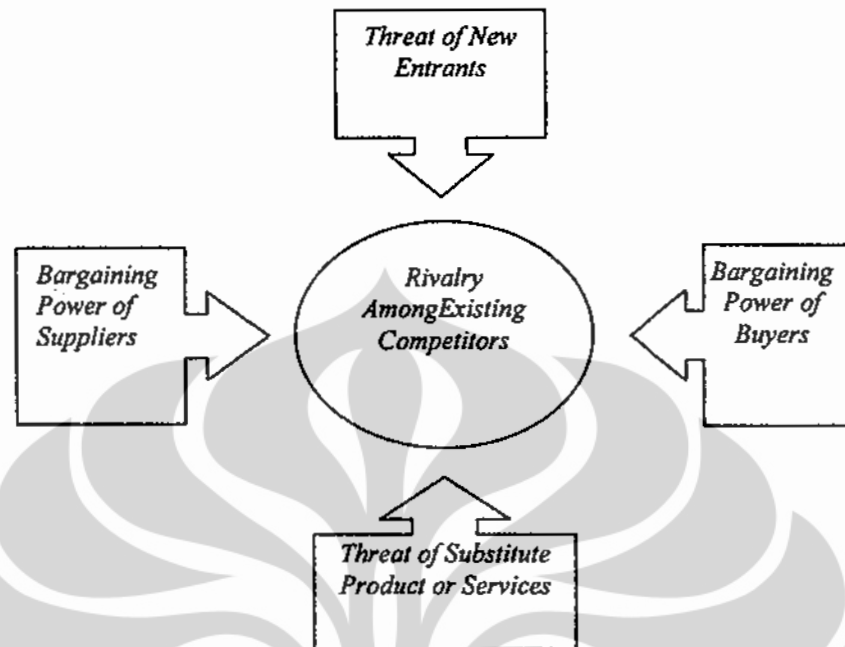 Threat of New
Entrants
Bargaining
Power of
Suppliers
Rivalry
AmongExisting
Competitors
Bargaining
Power of
Buyers
Threat of Substitute
Product or Services